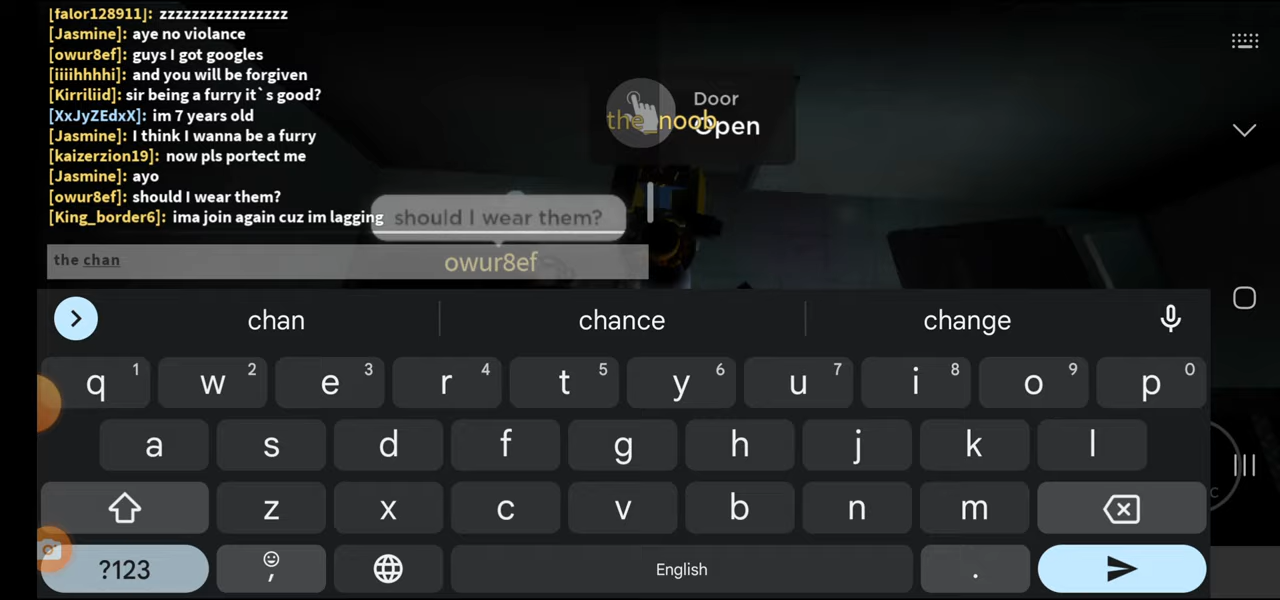 [falor128911]: zzzzzzzzzzzzzzzz
[Jasmine]: aye no violance
[owur8ef]: guys I got googles
[iiiihhhhi]: and you will be forgiven
[Kirriliid]: sir being a furry it`s good?
[XxJyZEdxX]: im 7 years old
[Jasmine]: I think I wanna be a furry
[kaizerzion19]: now pls portect me
[Jasmine]: ayo
[owur8ef]: should I wear them?
[King_border6]: ima join again cuz im lagging
Door
the_noob
Open
should I wear them?
owur8ef
the chan
chan chance change
q 1 w 2 e 3 r 4 t 5 y 6 u 7 i 8 o 9 p 0
a s d f g h j k l
z x c v b n m
?123 , English .